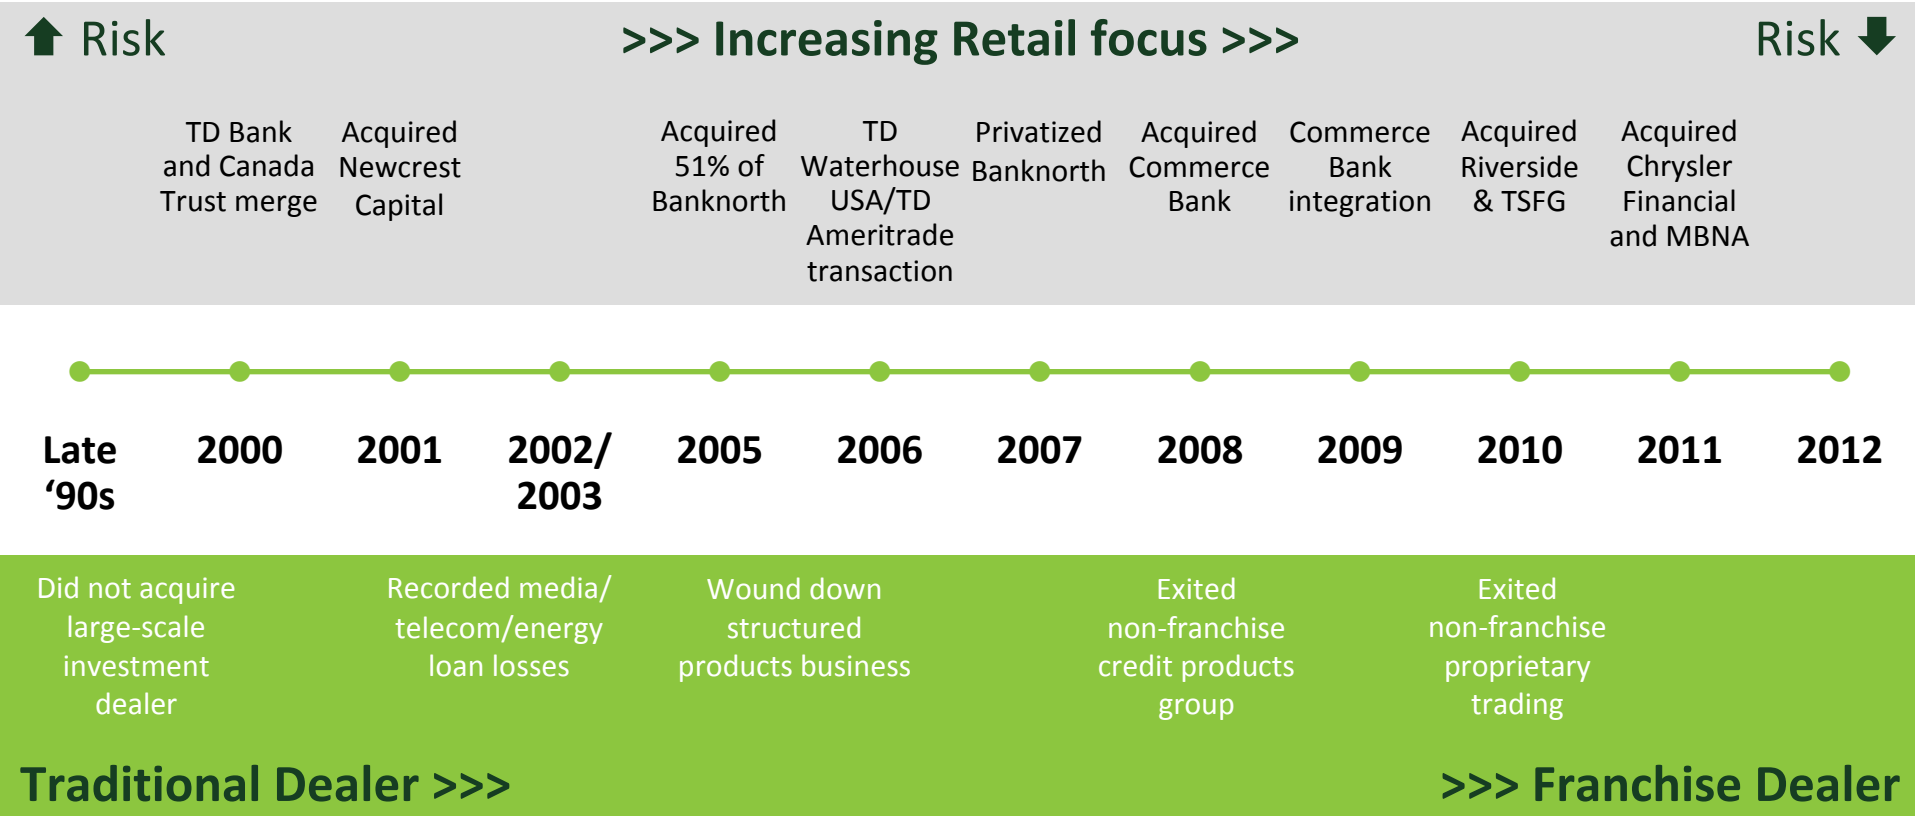 Risk
>>> Increasing Retail focus >>>
Risk
TD Bank
and Canada
Trust merge
Acquired
Newcrest
Capital
Acquired
51% of
Banknorth
TD
Waterhouse
USA/TD
Ameritrade
transaction
Privatized
Banknorth
Acquired
Commerce
Bank
Commerce
Bank
integration
Acquired
Riverside
& TSFG
Acquired
Chrysler
Financial
and MBNA
Late
‘90s
2000
2001
2002/
2003
2005
2006
2007
2008
2009
2010
2011
2012
Did not acquire
large-scale
investment
dealer
Recorded media/
telecom/energy
loan losses
Wound down
structured
products business
Exited
non-franchise
credit products
group
Exited
non-franchise
proprietary
trading
Traditional Dealer >>>
>>> Franchise Dealer